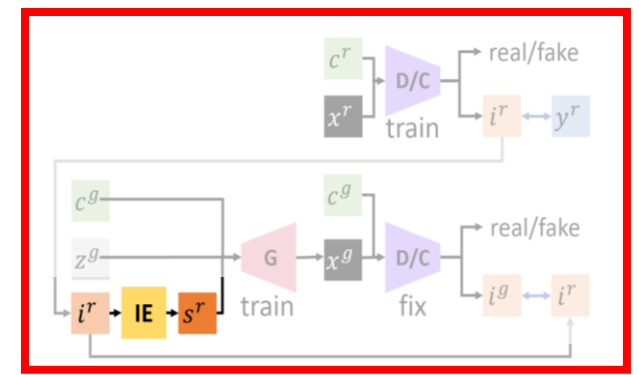 c^r
D/C
real/fake
x^r
train
i^r
y^r
c^g
c^g
z^g
G
x^g
D/C
real/fake
i^r
IE
s^r
train
fix
i^g
i^r